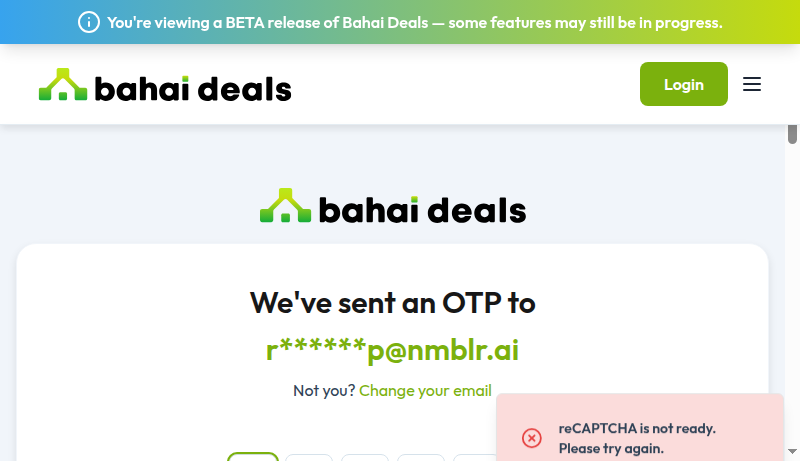 You're viewing a BETA release of Bahai Deals — some features may still be in progress.
bahai deals
Login
bahai deals
We've sent an OTP to
r******p@nmblr.ai
Not you? Change your email
reCAPTCHA is not ready.
Please try again.